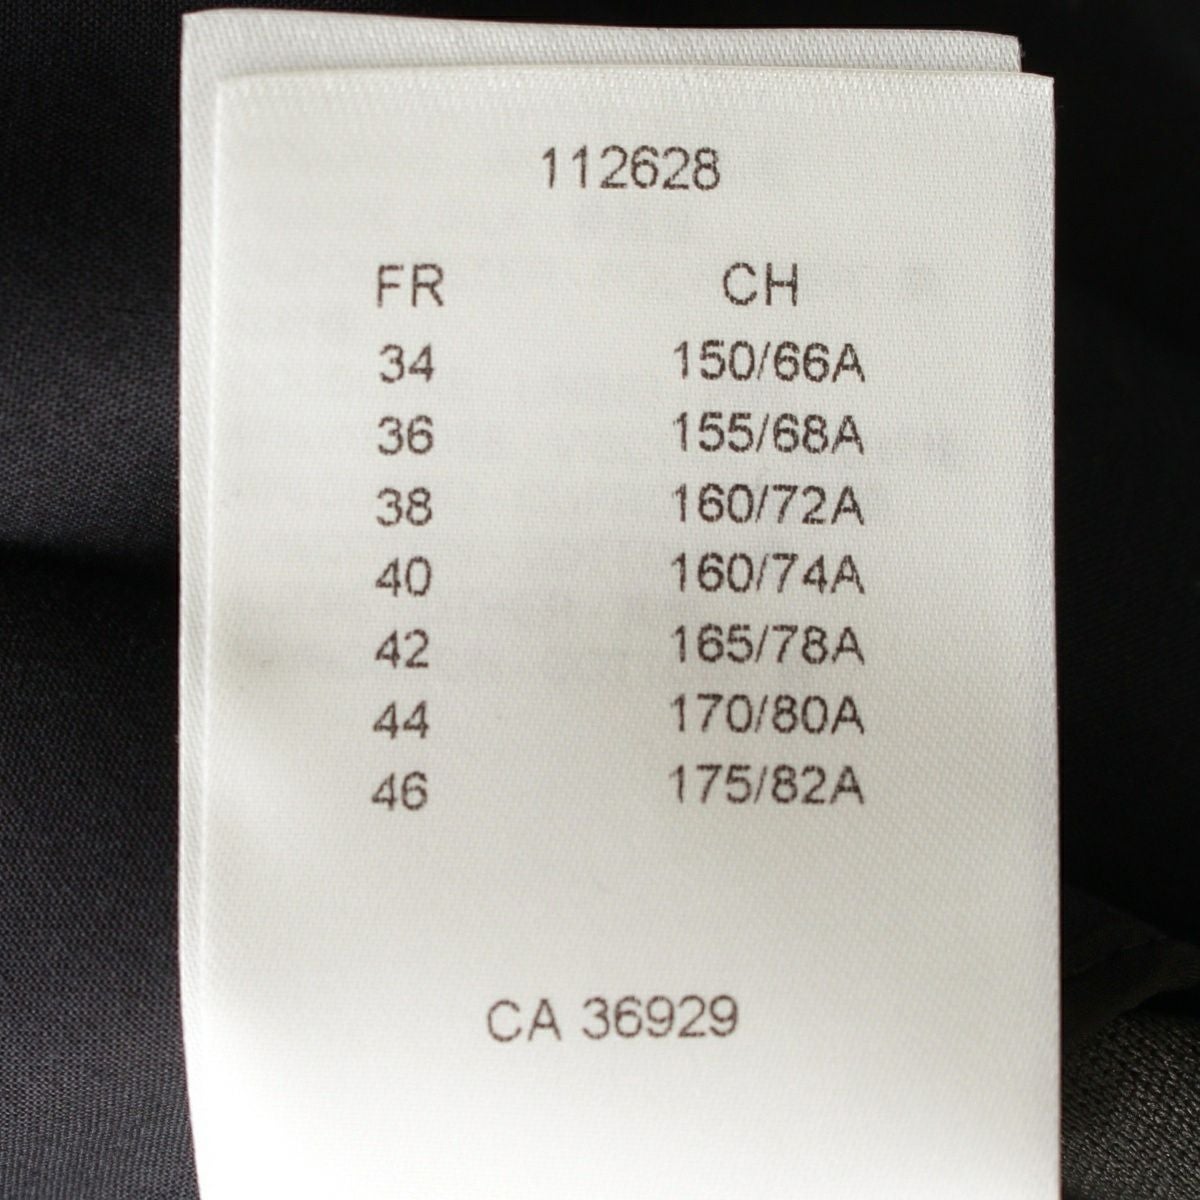 112628
FR CH
34 150/66A
36 155/68A
38 160/72A
40 160/74A
42 165/78A
44 170/80A
46 175/82A
CA 36929